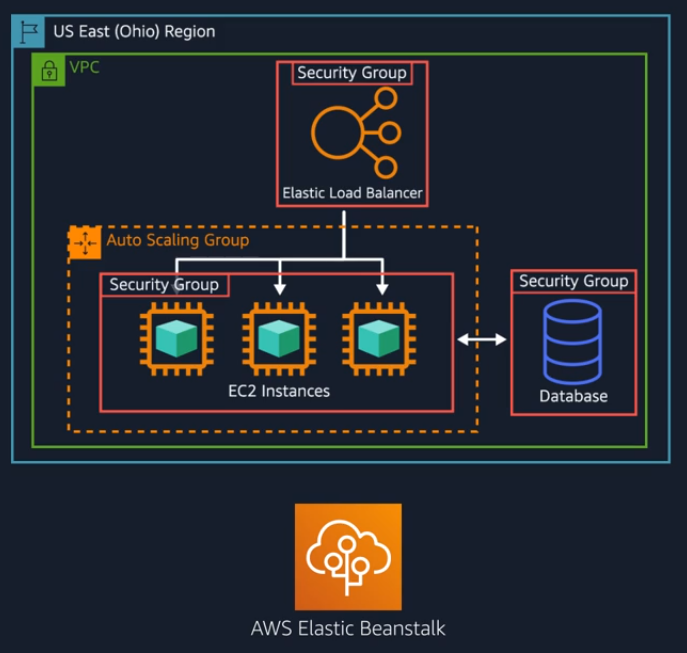 US East (Ohio) Region
VPC
Security Group
Elastic Load Balancer
Auto Scaling Group
Security Group
EC2 Instances
Security Group
Database
AWS Elastic Beanstalk